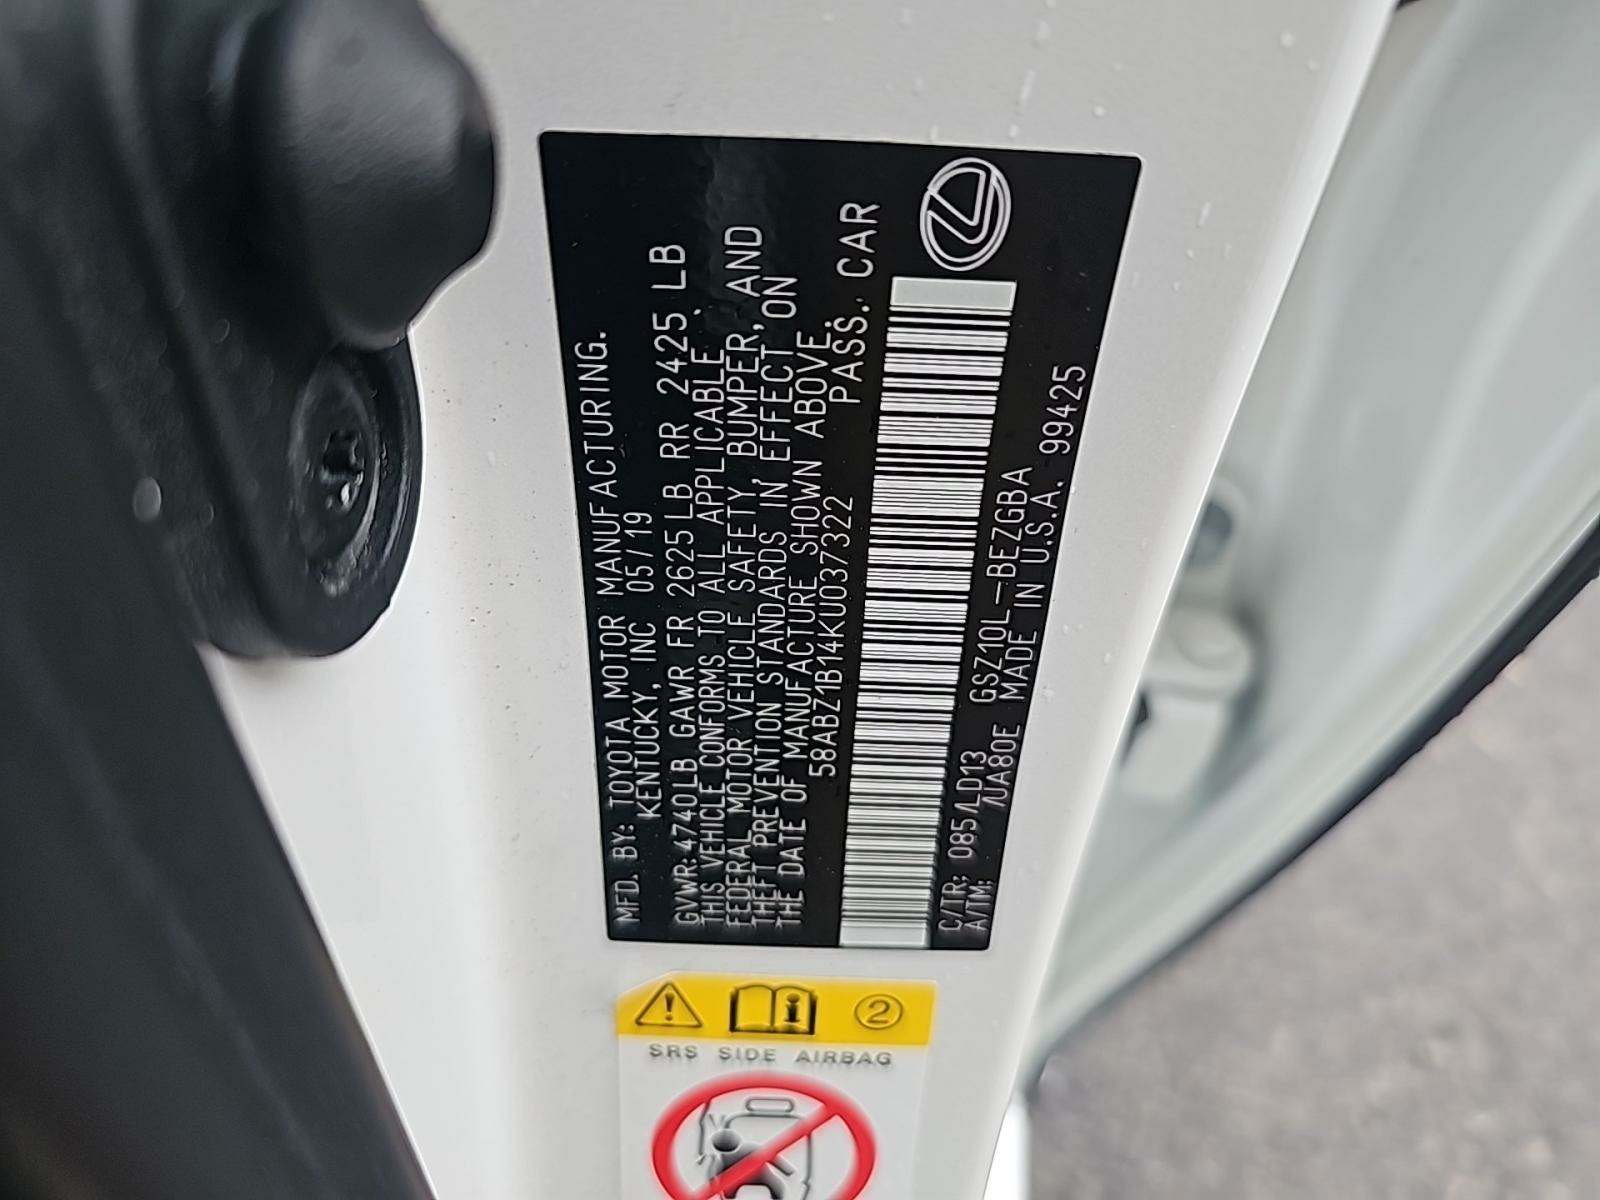 MFD. BY: TOYOTA MOTOR MANUFACTURING.
KENTUCKY, INC 05/19
GVWR: 4740LB GAWR FR 2625LB RR 2425 LB
THIS VEHICLE CONFORMS TO ALL APPLICABLE
FEDERAL MOTOR VEHICLE SAFETY, BUMPER, AND
THEFT PREVENTION STANDARDS IN EFFECT ON
THE DATE OF MANUFACTURE SHOWN ABOVE.
58ABZ1B14KU037322 PASS. CAR
C/TR: 085/LD13 GSZ10L-BEZGBA
A/TM: /UA80E MADE IN U.S.A. 99425
2
SRS SIDE AIRBAG